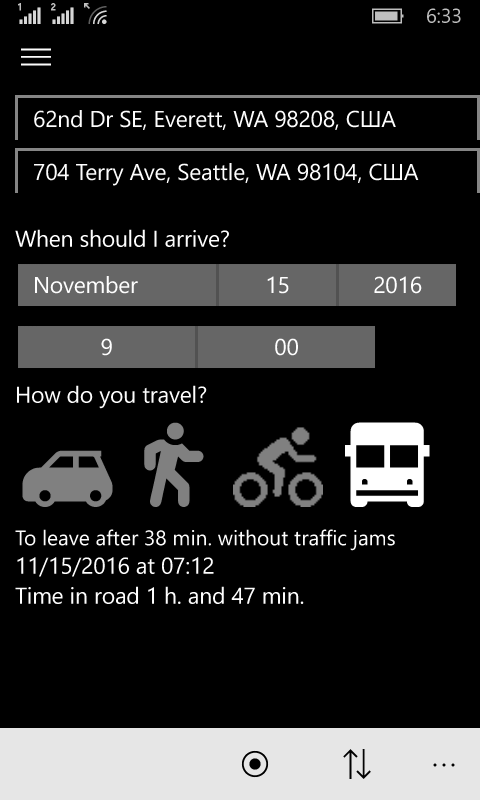 1 2 6:33
62nd Dr SE, Everett, WA 98208, США
704 Terry Ave, Seattle, WA 98104, США
When should I arrive?
November 15 2016
9 00
How do you travel?
To leave after 38 min. without traffic jams
11/15/2016 at 07:12
Time in road 1 h. and 47 min.